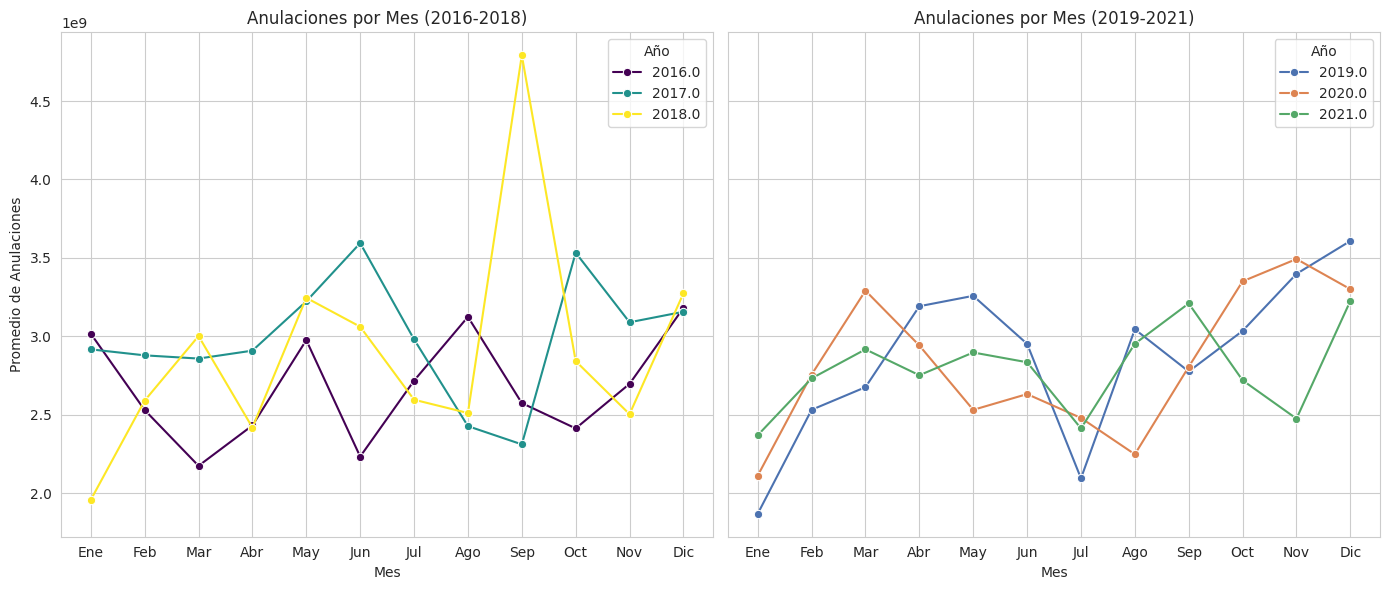 Anulaciones por Mes (2016-2018)
1e9
Promedio de Anulaciones
4.5
4.0
3.5
3.0
2.5
2.0
Año
2016.0
2017.0
2018.0
Ene Feb Mar Abr May Jun Jul Ago Sep Oct Nov Dic
Mes
Anulaciones por Mes (2019-2021)
Año
2019.0
2020.0
2021.0
Ene Feb Mar Abr May Jun Jul Ago Sep Oct Nov Dic
Mes